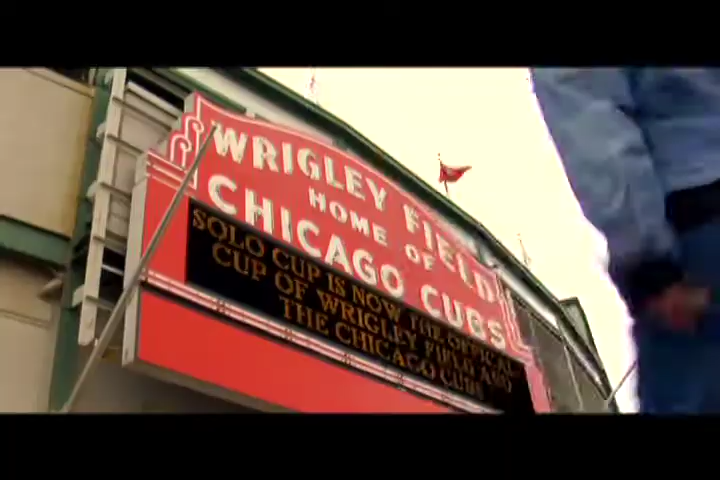 WRIGLEY FIELD
HOME OF
CHICAGO CUBS
SOLO CUP IS NOW THE OFFICAL
CUP OF WRIGLEY FIELD AND
THE CHICAGO CUBS